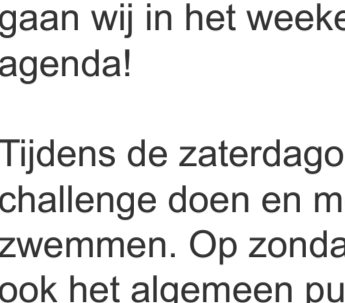 gaan wij in het weeke
agenda!
Tijdens de zaterdago
challenge doen en m
zwemmen. Op zonda
ook het algemeen pu